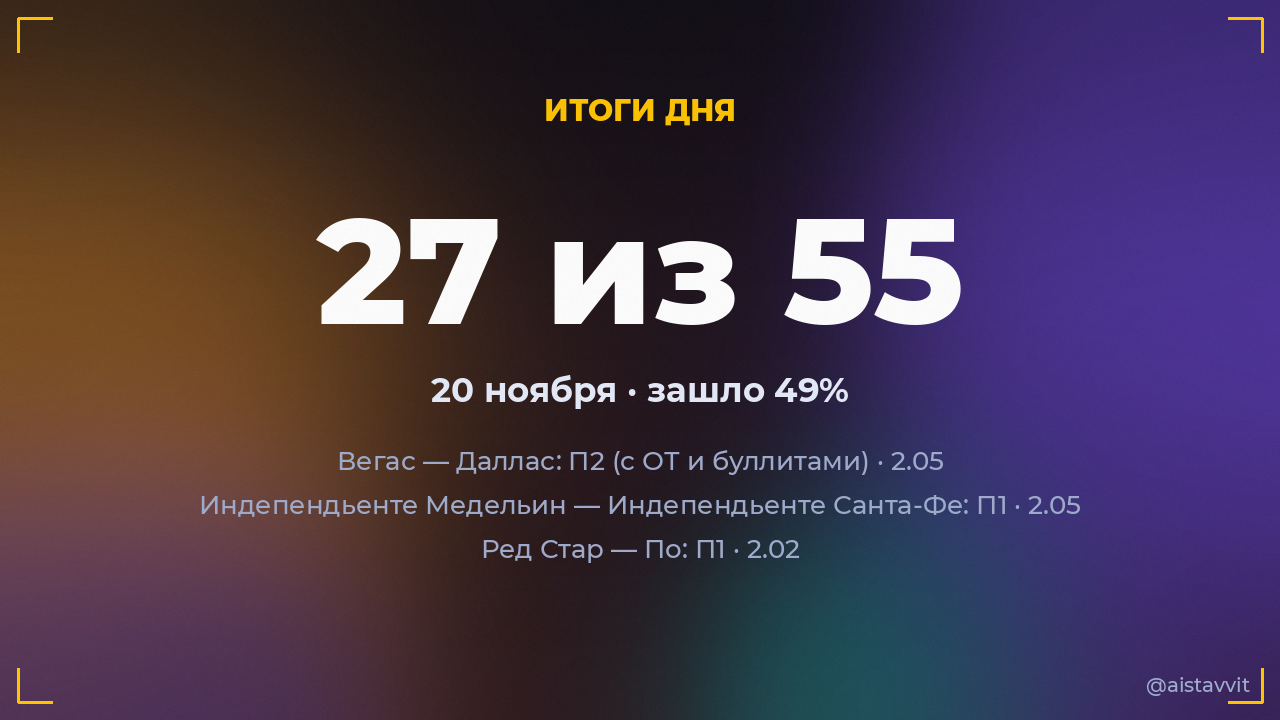 ИТОГИ ДНЯ
27 из 55
20 ноября · зашло 49%
Вегас — Даллас: П2 (с ОТ и буллитами) · 2.05
Индепендьенте Медельин — Индепендьенте Санта-Фе: П1 · 2.05
Ред Стар — По: П1 · 2.02
@aistavvit